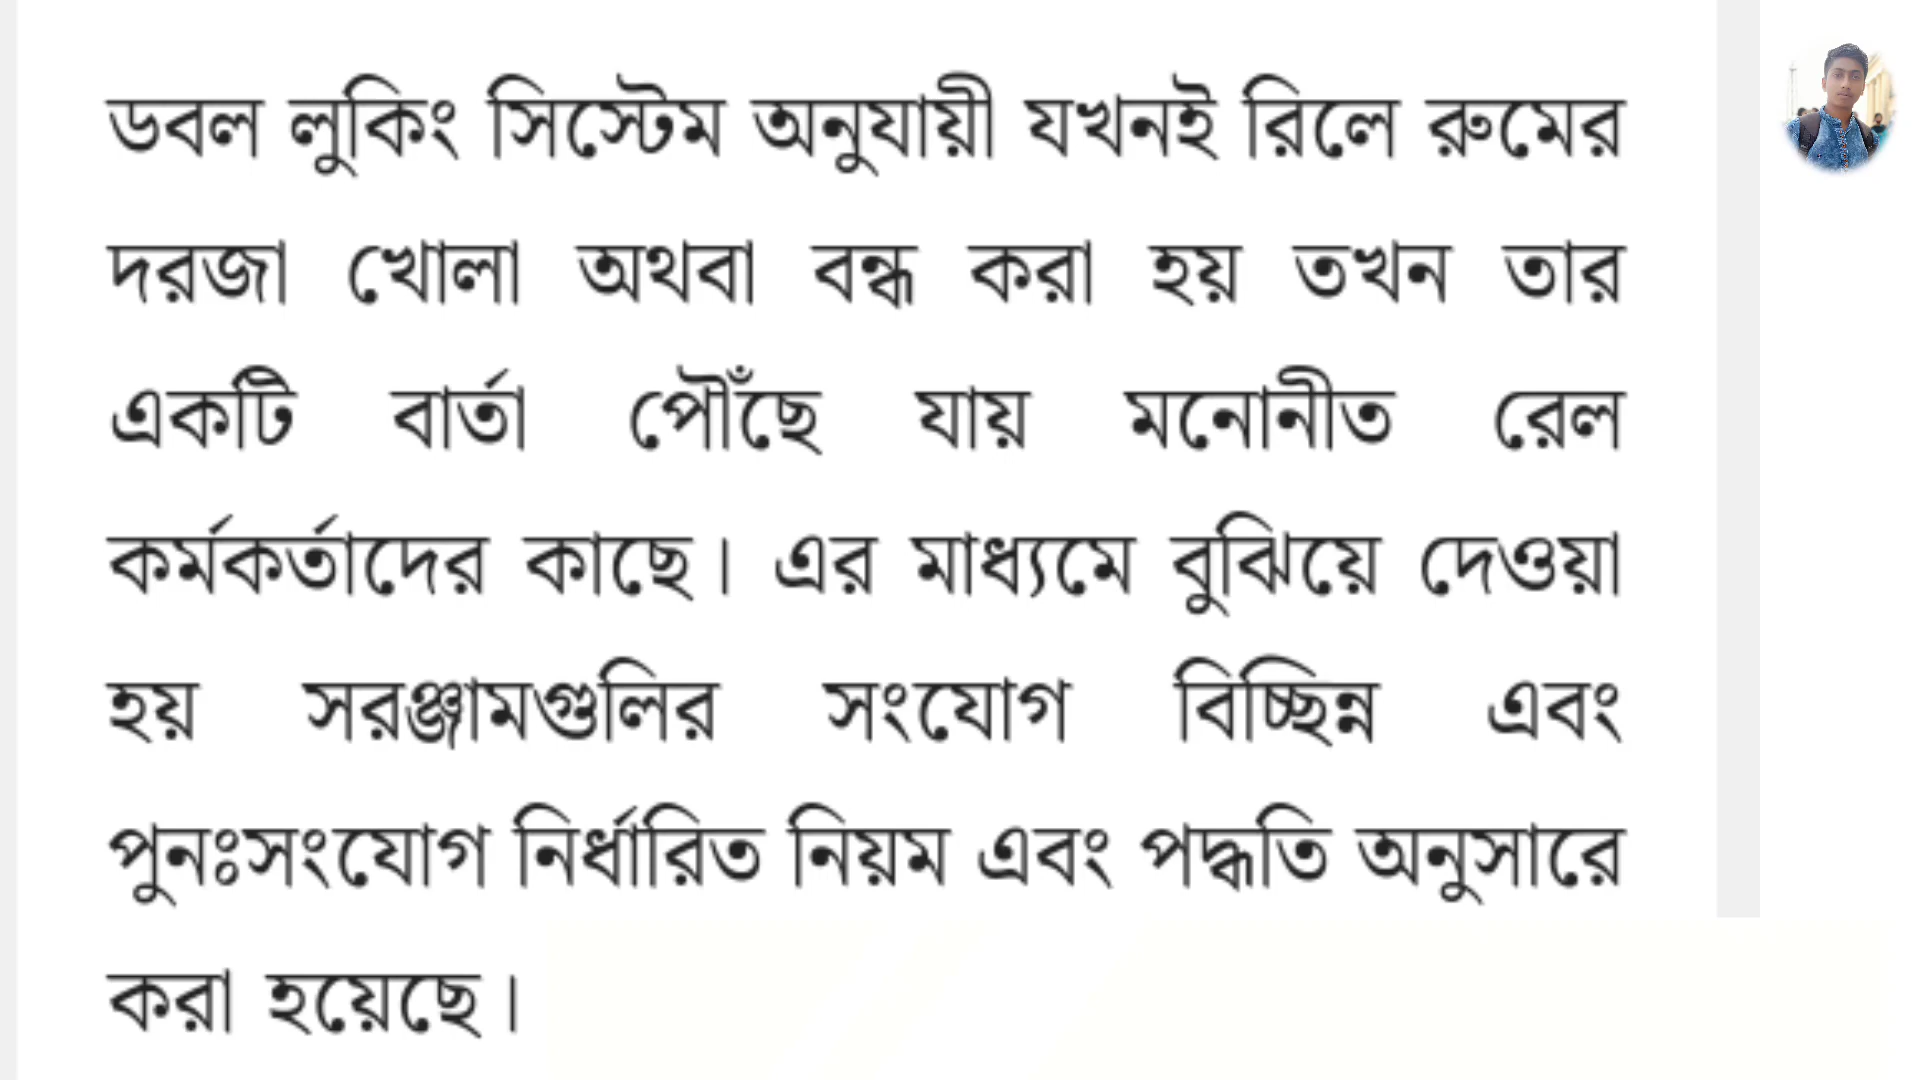 ডবল লুকিং সিস্টেম অনুযায়ী যখনই রিলে রুমের
দরজা খোলা অথবা বন্ধ করা হয় তখন তার
একটি বার্তা পৌঁছে যায় মনোনীত রেল
কর্মকর্তাদের কাছে। এর মাধ্যমে বুঝিয়ে দেওয়া
হয় সরঞ্জামগুলির সংযোগ বিচ্ছিন্ন এবং
পুনঃসংযোগ নির্ধারিত নিয়ম এবং পদ্ধতি অনুসারে
করা হয়েছে।